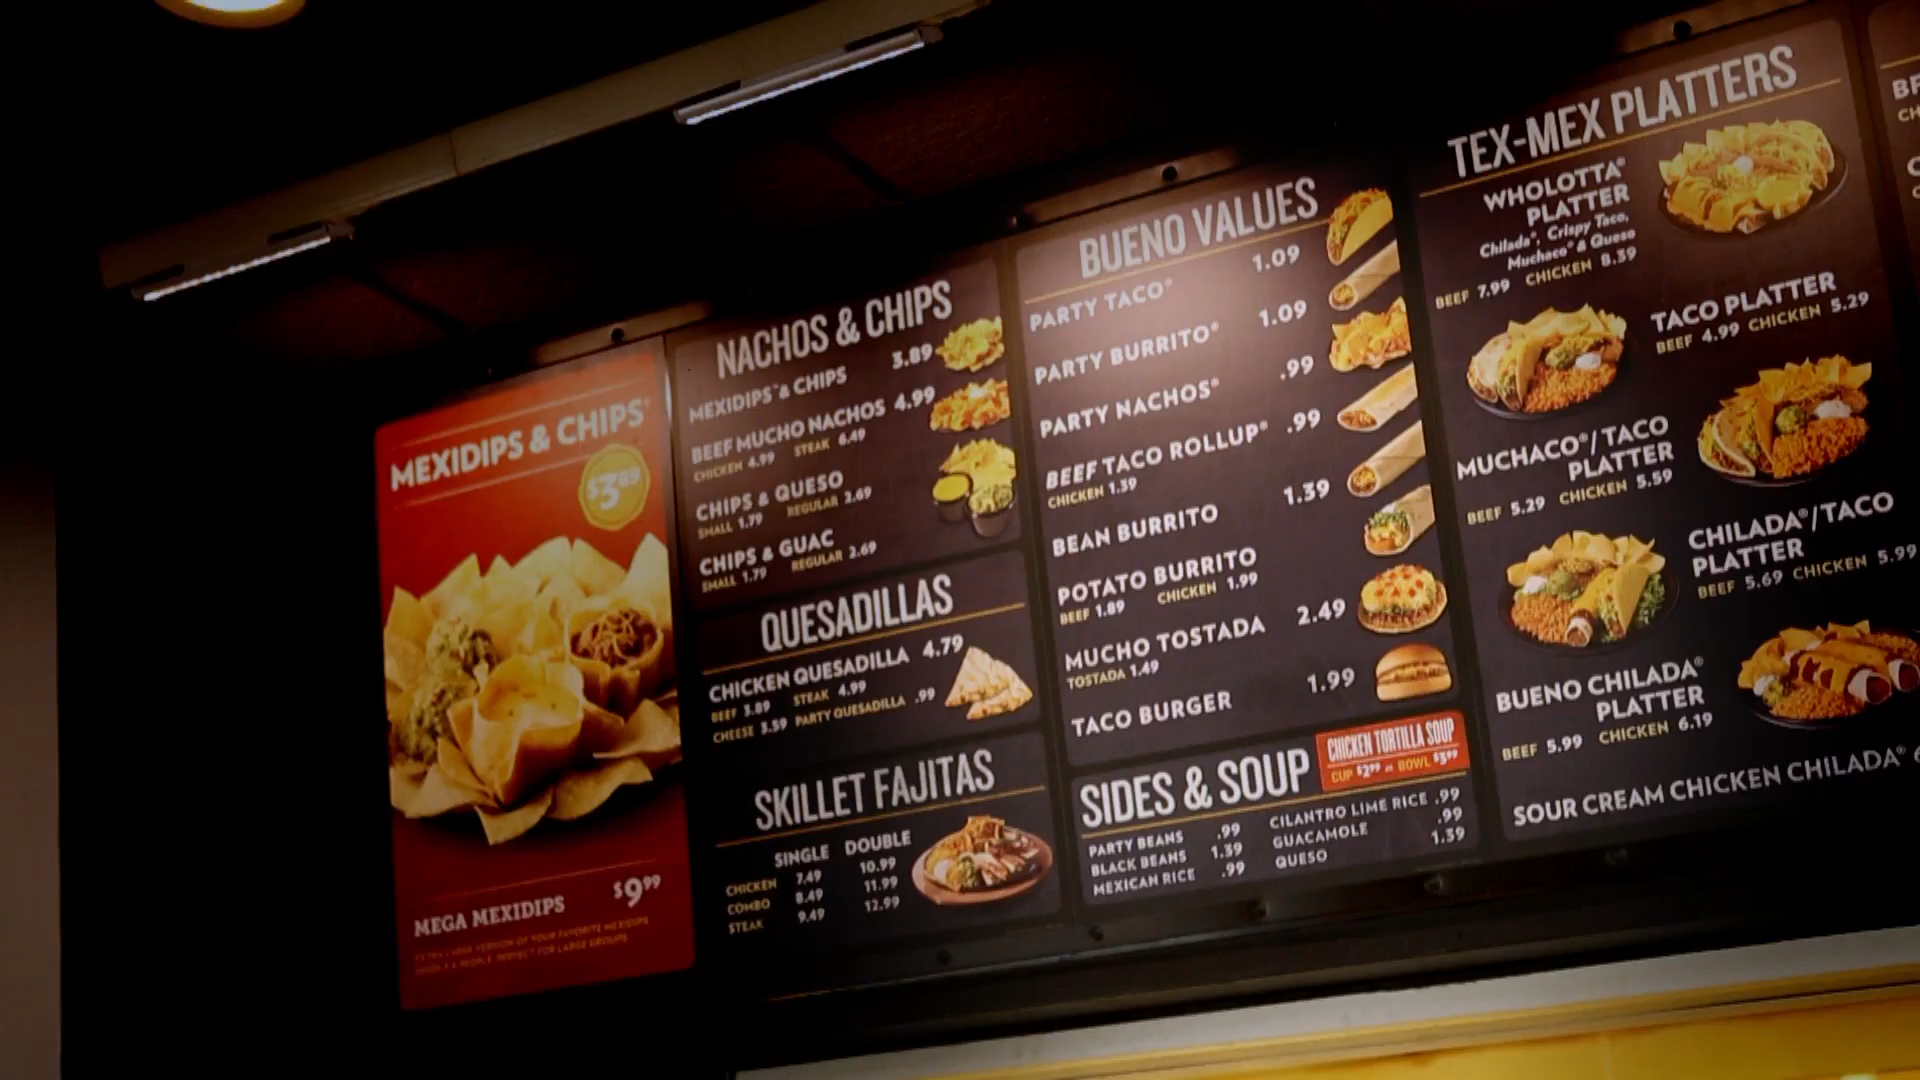 MEXIDIPS & CHIPS®
$3.89
MEGA MEXIDIPS $9.99
NACHOS & CHIPS
MEXIDIPS® & CHIPS 3.89
BEEF MUCHO NACHOS 4.99
CHICKEN 4.99 STEAK 6.49
CHIPS & QUESO
SMALL 1.79 REGULAR 2.69
CHIPS & GUAC
SMALL 1.79 REGULAR 2.69
QUESADILLAS
CHICKEN QUESADILLA 4.79
BEEF 3.89 STEAK 4.99
CHEESE 3.59 PARTY QUESADILLA .99
SKILLET FAJITAS
SINGLE DOUBLE
CHICKEN 7.49 10.99
COMBO 8.49 11.99
STEAK 9.49 12.99
BUENO VALUES
PARTY TACO® 1.09
PARTY BURRITO® 1.09
PARTY NACHOS® .99
BEEF TACO ROLLUP® .99
CHICKEN 1.39
BEAN BURRITO 1.39
POTATO BURRITO
BEEF 1.89 CHICKEN 1.99
MUCHO TOSTADA 2.49
TOSTADA 1.49
TACO BURGER 1.99
SIDES & SOUP
CHICKEN TORTILLA SOUP
CUP $2.99 or BOWL $3.99
PARTY BEANS .99
BLACK BEANS 1.39
MEXICAN RICE .99
CILANTRO LIME RICE .99
GUACAMOLE .99
QUESO 1.39
TEX-MEX PLATTERS
WHOLOTTA®
PLATTER
Chilada®, Crispy Taco,
Muchaco® & Queso
BEEF 7.99 CHICKEN 8.39
TACO PLATTER
BEEF 4.99 CHICKEN 5.29
MUCHACO®/TACO
PLATTER
BEEF 5.29 CHICKEN 5.59
CHILADA®/TACO
PLATTER
BEEF 5.69 CHICKEN 5.99
BUENO CHILADA®
PLATTER
BEEF 5.99 CHICKEN 6.19
SOUR CREAM CHICKEN CHILADA®